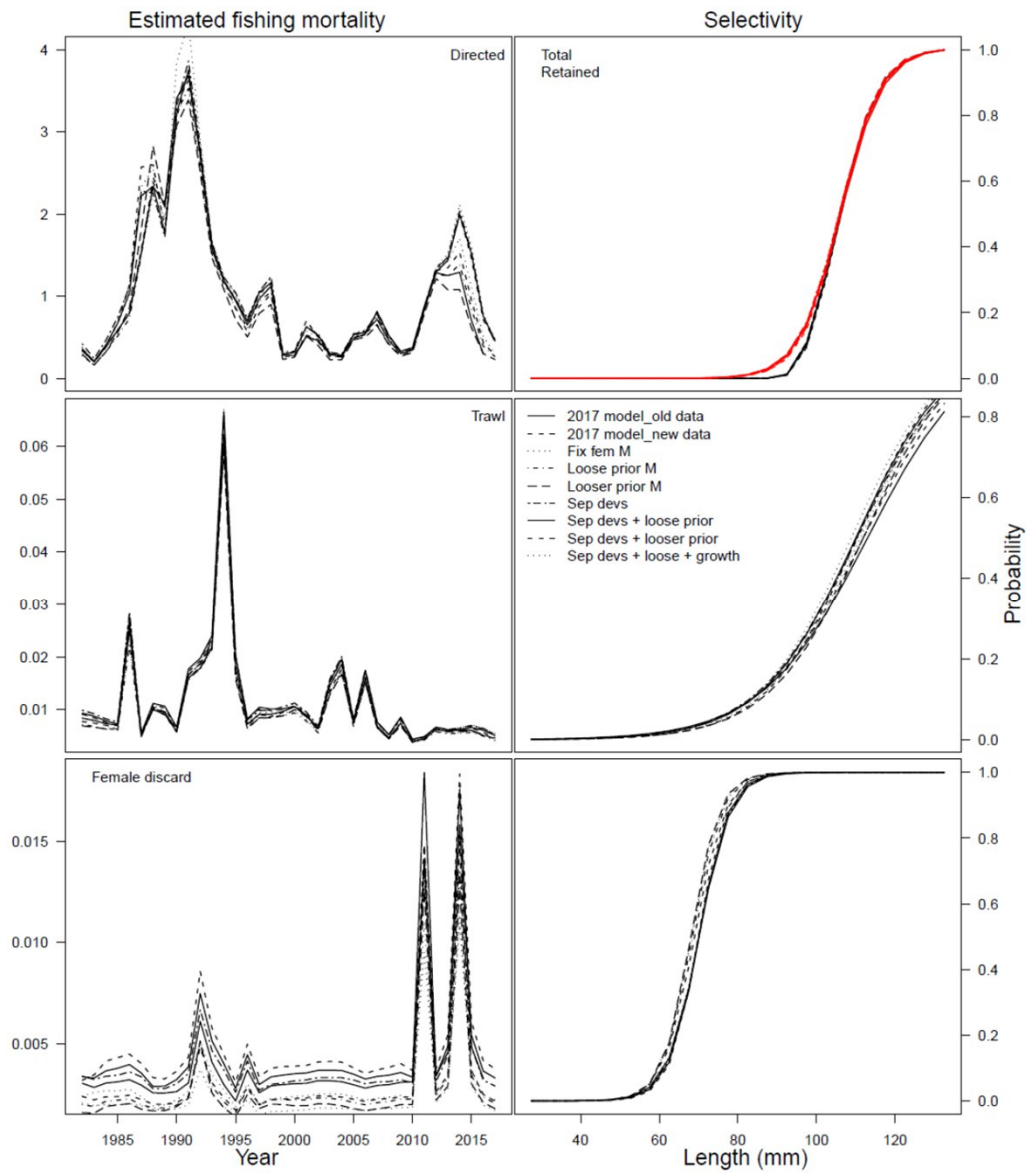 Estimated fishing mortality
Selectivity
Directed
4
3
2
1
0
Total
Retained
1.0
0.8
0.6
0.4
0.2
0.0
Trawl
0.06
0.05
0.04
0.03
0.02
0.01
2017 model_old data
2017 model_new data
Fix fem M
Loose prior M
Looser prior M
Sep devs
Sep devs + loose prior
Sep devs + looser prior
Sep devs + loose + growth
0.8
0.6
0.4
0.2
0.0
Probability
Female discard
0.015
0.010
0.005
1.0
0.8
0.6
0.4
0.2
0.0
1985 1990 1995 2000 2005 2010 2015
Year
40 60 80 100 120
Length (mm)